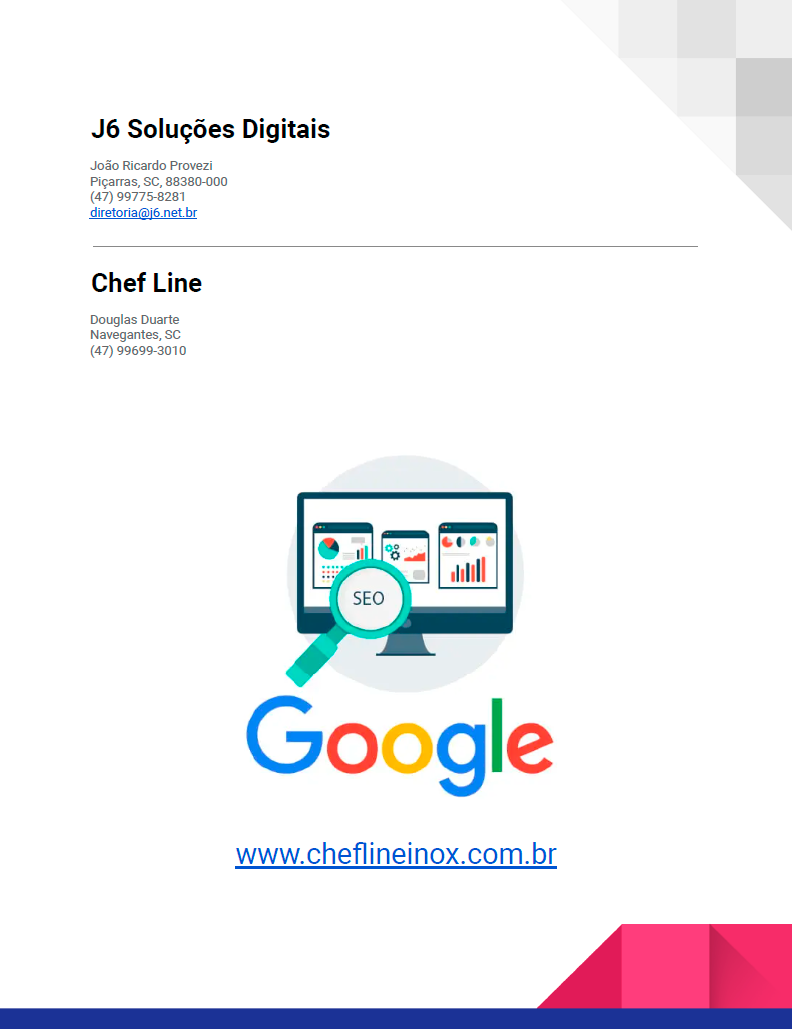 J6 Soluções Digitais
João Ricardo Provezi
Piçarras, SC, 88380-000
(47) 99775-8281
diretoria@j6.net.br
Chef Line
Douglas Duarte
Navegantes, SC
(47) 99699-3010
SEO
Google
www.cheflineinox.com.br